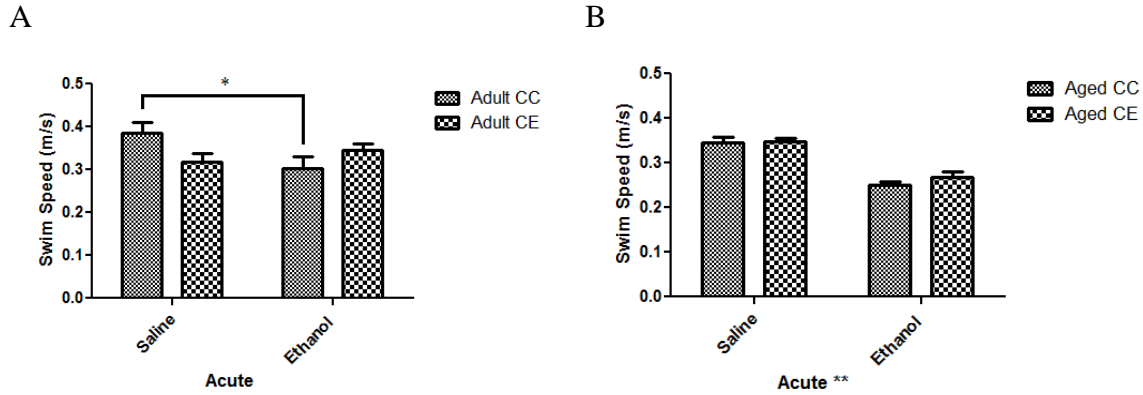 A
Swim Speed (m/s)
0.5
0.4
0.3
0.2
0.1
0.0
*
Adult CC
Adult CE
Saline
Ethanol
Acute
B
Swim Speed (m/s)
0.5
0.4
0.3
0.2
0.1
0.0
Aged CC
Aged CE
Saline
Ethanol
Acute **